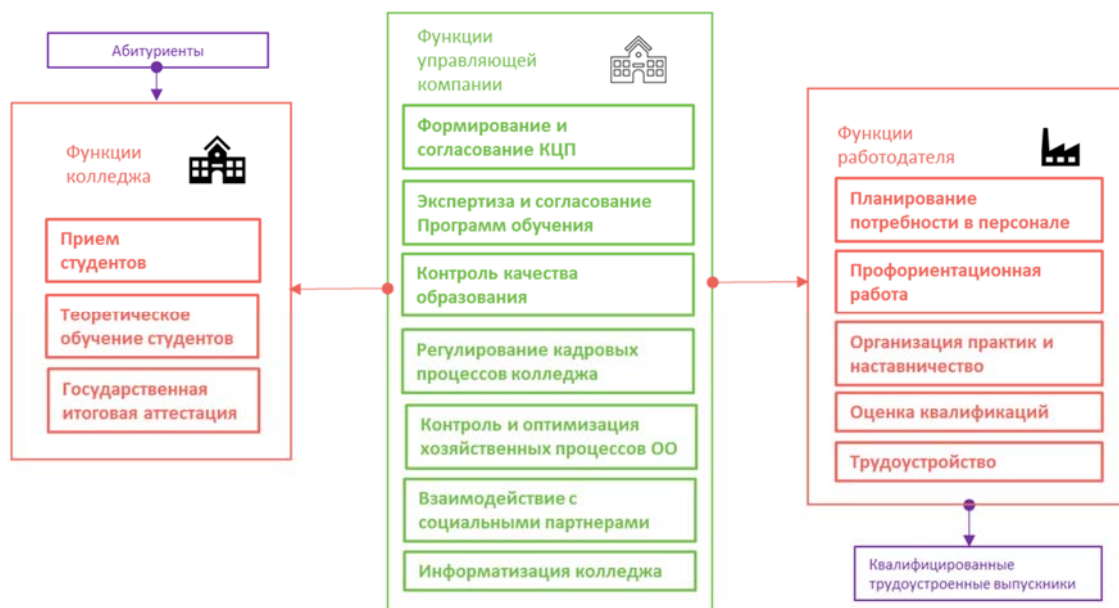 Абитуриенты
Функции
колледжа
Прием
студентов
Теоретическое
обучение студентов
Государственная
итоговая аттестация
Функции
управляющей
компании
Формирование и
согласование КЦП
Экспертиза и согласование
Программ обучения
Контроль качества
образования
Регулирование кадровых
процессов колледжа
Контроль и оптимизация
хозяйственных процессов ОО
Взаимодействие с
социальными партнерами
Информатизация колледжа
Функции
работодателя
Планирование
потребности в персонале
Профориентационная
работа
Организация практик и
наставничество
Оценка квалификаций
Трудоустройство
Квалифицированные
трудоустроенные выпускники